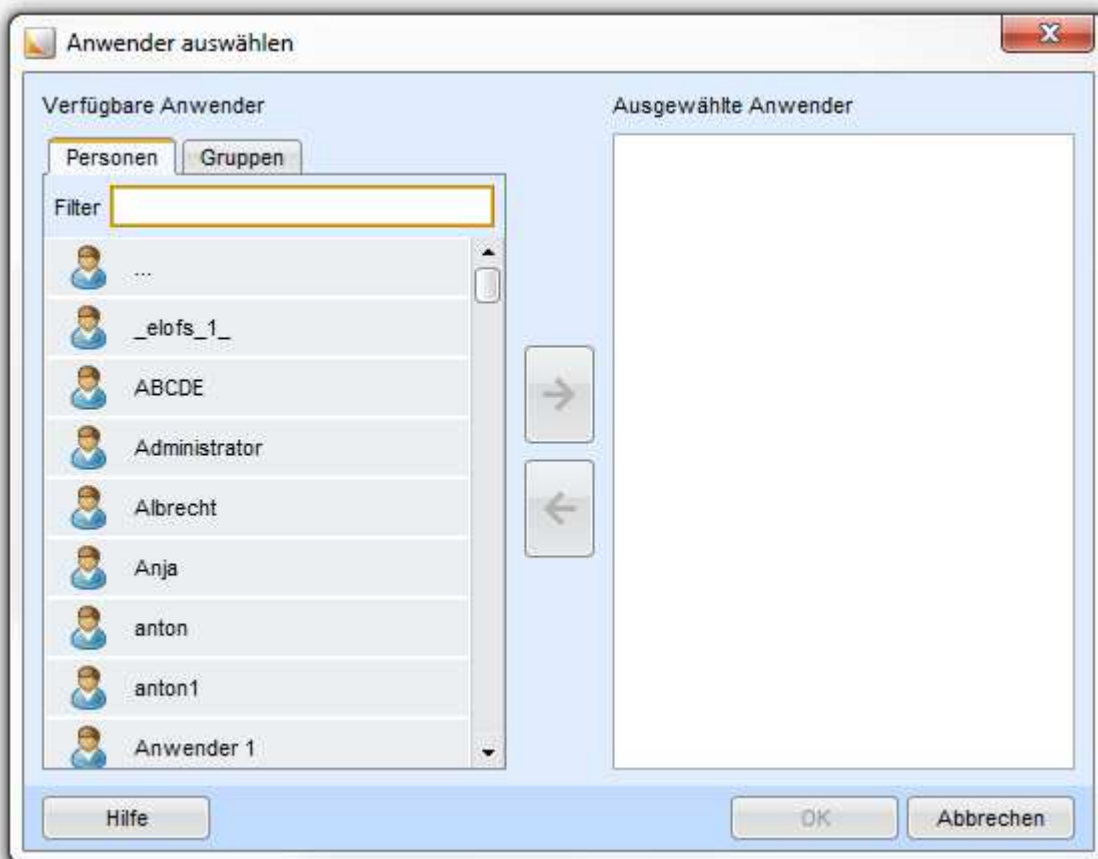 Anwender auswählen
Verfügbare Anwender
Ausgewählte Anwender
Personen
Gruppen
Filter
...
_elofs_1_
ABCDE
Administrator
Albrecht
Anja
anton
anton1
Anwender 1
Hilfe
OK
Abbrechen